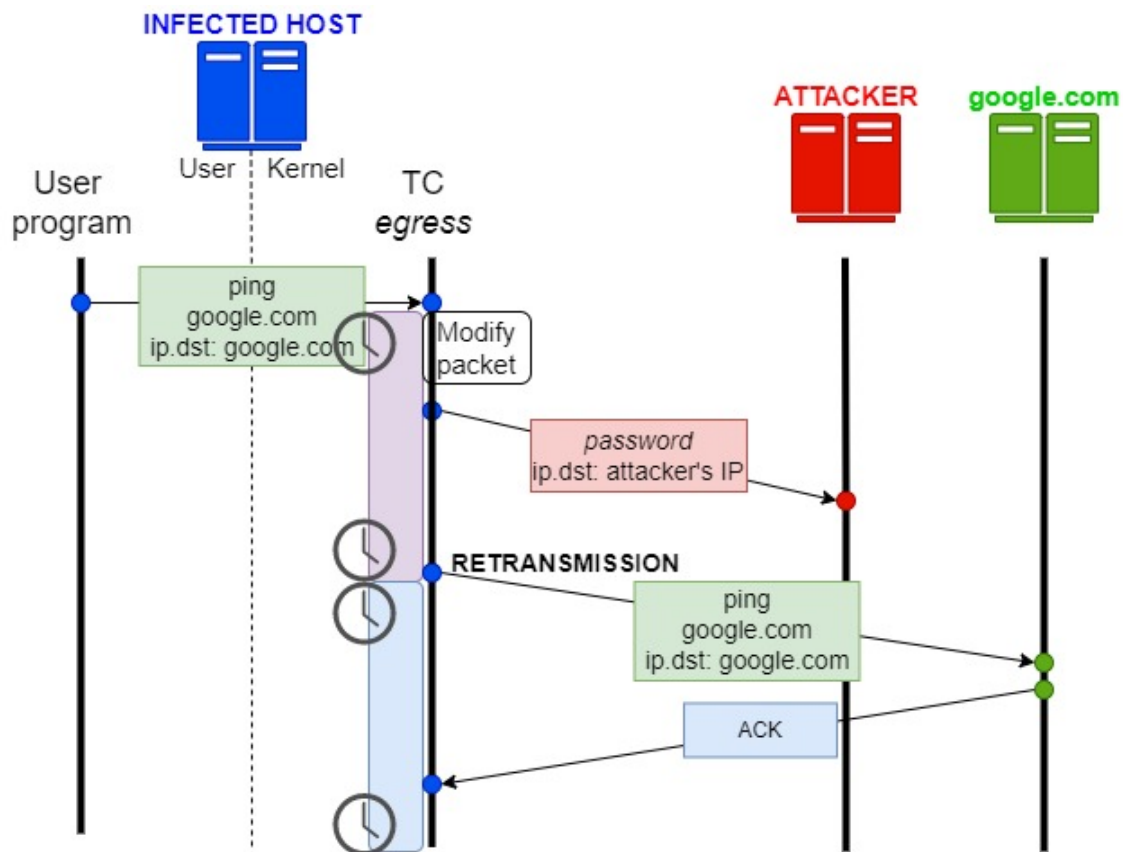 INFECTED HOST
ATTACKER
google.com
User
Kernel
User
program
TC
egress
ping
google.com
ip.dst: google.com
Modify
packet
password
ip.dst: attacker's IP
RETRANSMISSION
ping
google.com
ip.dst: google.com
ACK